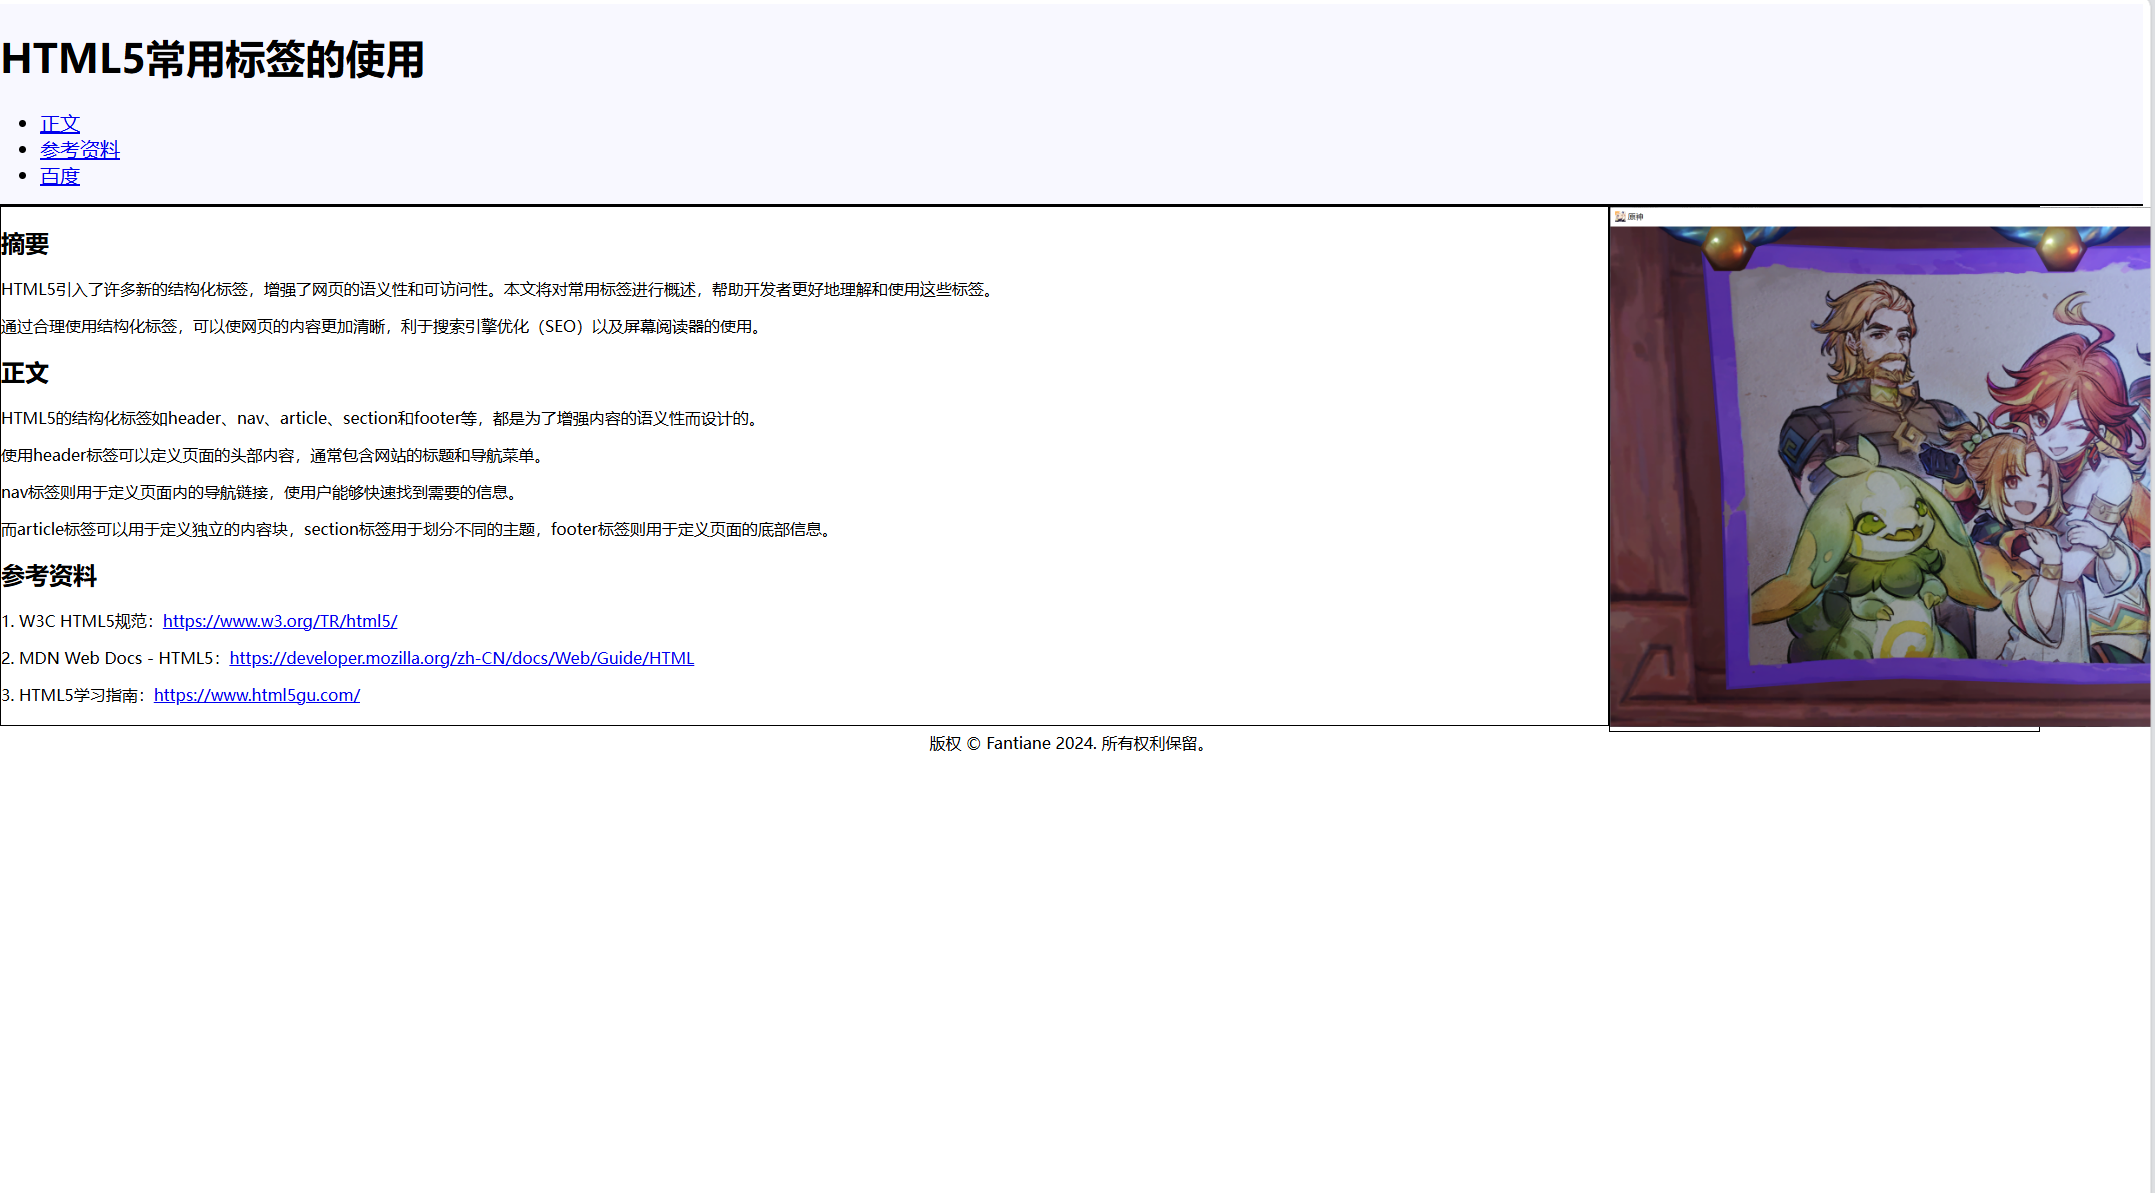 HTML5常用标签的使用
正文
参考资料
百度
摘要
HTML5引入了许多新的结构化标签，增强了网页的语义性和可访问性。本文将对常用标签进行概述，帮助开发者更好地理解和使用这些标签。
通过合理使用结构化标签，可以使网页的内容更加清晰，利于搜索引擎优化（SEO）以及屏幕阅读器的使用。
正文
HTML5的结构化标签如header、nav、article、section和footer等，都是为了增强内容的语义性而设计的。
使用header标签可以定义页面的头部内容，通常包含网站的标题和导航菜单。
nav标签则用于定义页面内的导航链接，使用户能够快速找到需要的信息。
而article标签可以用于定义独立的内容块，section标签用于划分不同的主题，footer标签则用于定义页面的底部信息。
参考资料
1. W3C HTML5规范：https://www.w3.org/TR/html5/
2. MDN Web Docs - HTML5：https://developer.mozilla.org/zh-CN/docs/Web/Guide/HTML
3. HTML5学习指南：https://www.html5gu.com/
原神
版权 © Fantiane 2024. 所有权利保留。